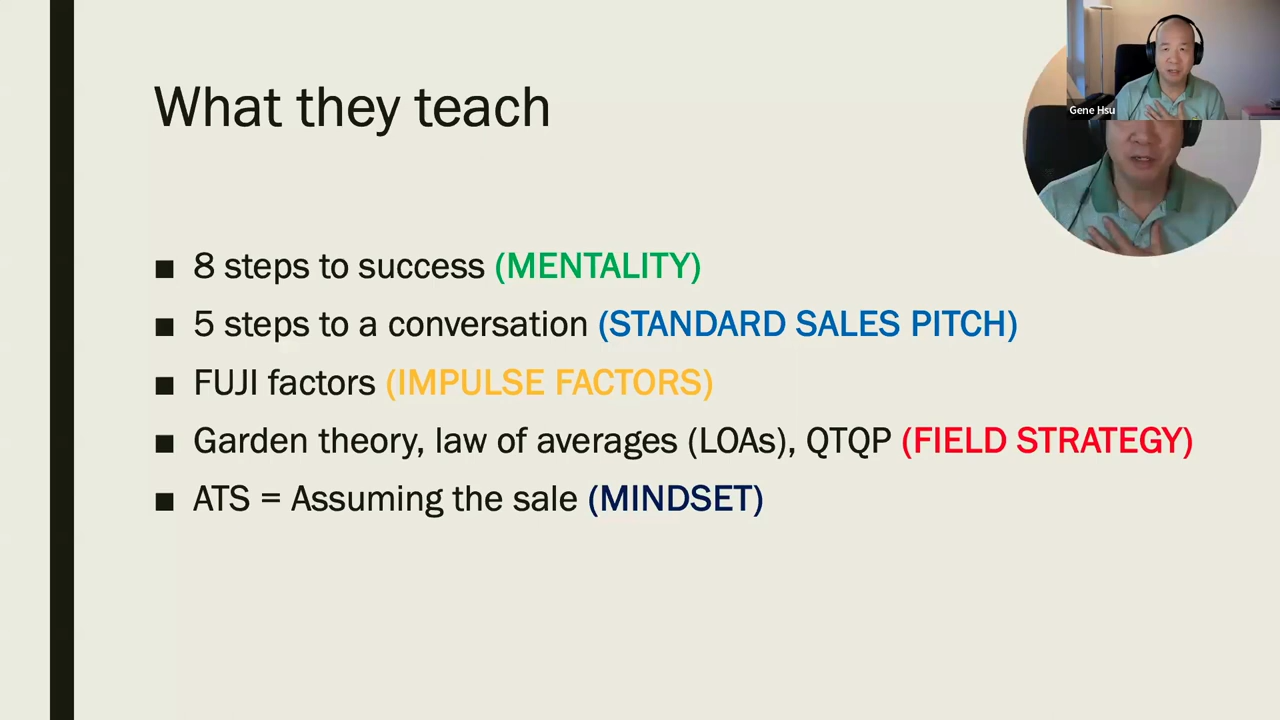 What they teach
Gene Hsu
■ 8 steps to success (MENTALITY)
■ 5 steps to a conversation (STANDARD SALES PITCH)
■ FUJI factors (IMPULSE FACTORS)
■ Garden theory, law of averages (LOAs), QTQP (FIELD STRATEGY)
■ ATS = Assuming the sale (MINDSET)